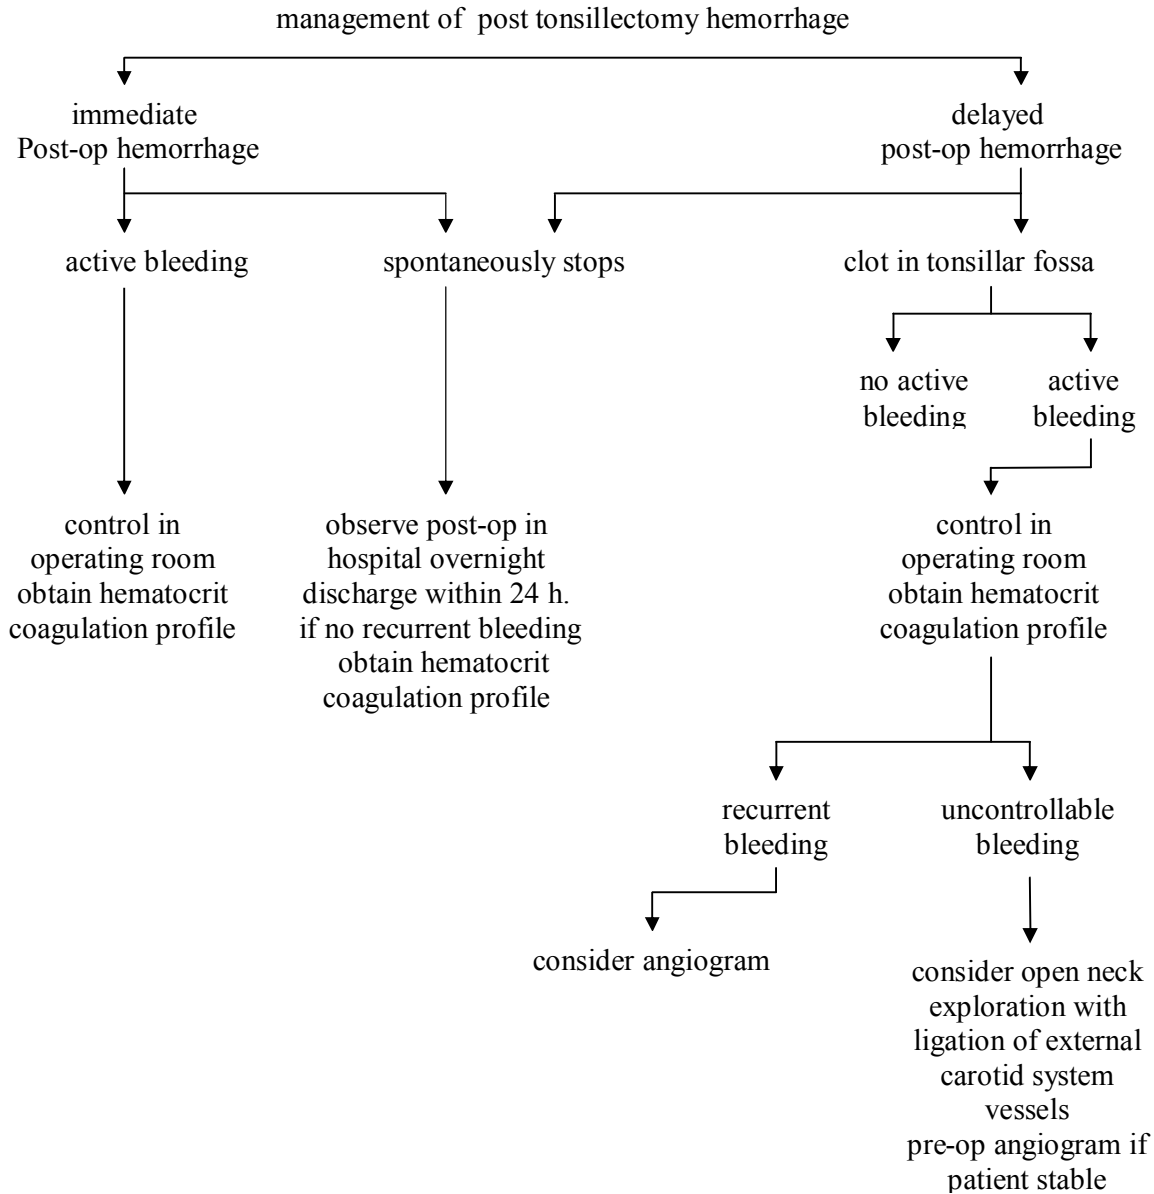 management of post tonsillectomy hemorrhage
immediate
Post-op hemorrhage
delayed
post-op hemorrhage
active bleeding
spontaneously stops
clot in tonsillar fossa
no active
bleeding
active
bleeding
control in
operating room
obtain hematocrit
coagulation profile
observe post-op in
hospital overnight
discharge within 24 h.
if no recurrent bleeding
obtain hematocrit
coagulation profile
control in
operating room
obtain hematocrit
coagulation profile
recurrent
bleeding
uncontrollable
bleeding
consider angiogram
consider open neck
exploration with
ligation of external
carotid system
vessels
pre-op angiogram if
patient stable